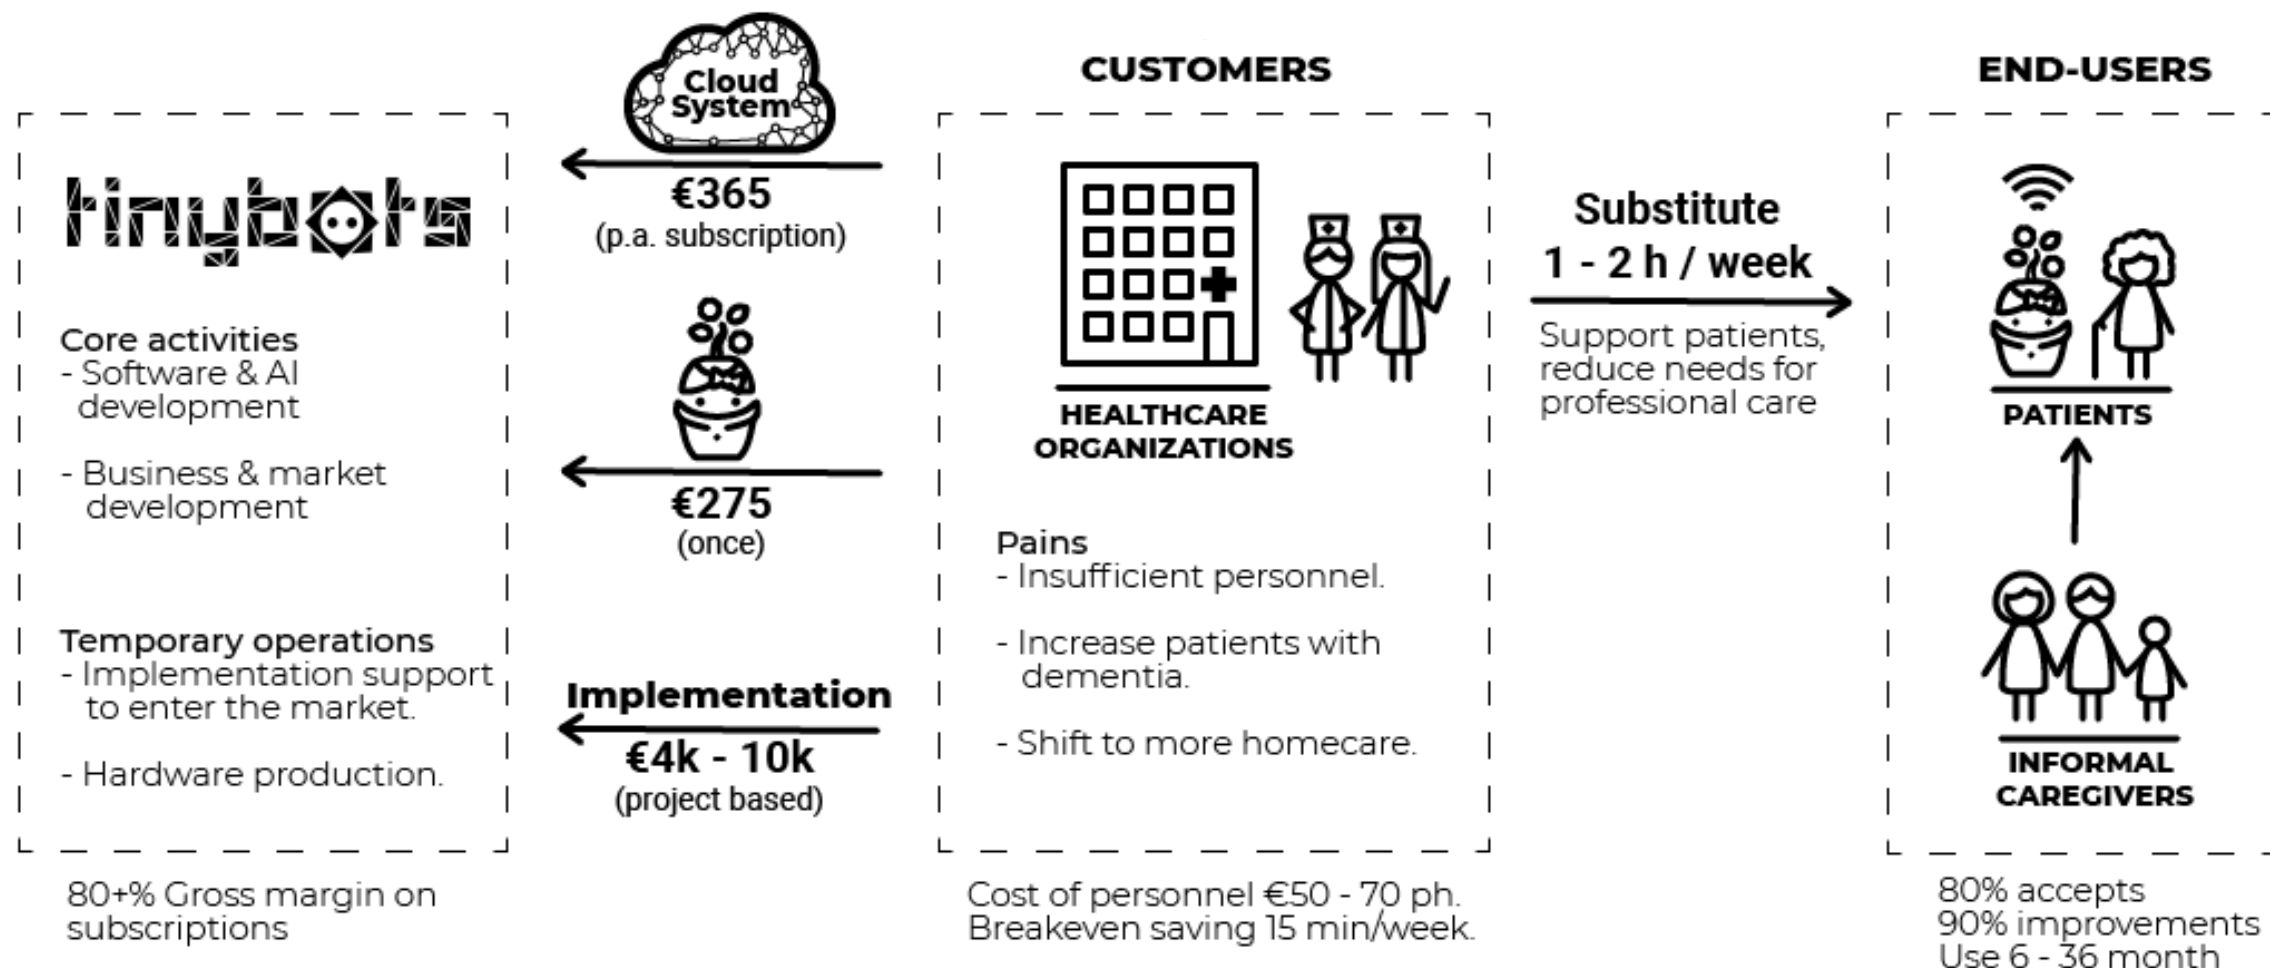 tinybots
Core activities
- Software & AI
development
- Business & market
development
Temporary operations
- Implementation support
to enter the market.
- Hardware production.
80+% Gross margin on
subscriptions
Cloud
System
€365
(p.a. subscription)
€275
(once)
Implementation
€4k - 10k
(project based)
CUSTOMERS
HEALTHCARE
ORGANIZATIONS
Pains
- Insufficient personnel.
- Increase patients with
dementia.
- Shift to more homecare.
Cost of personnel €50 - 70 ph.
Breakeven saving 15 min/week.
Substitute
1 - 2 h / week
Support patients,
reduce needs for
professional care
END-USERS
PATIENTS
INFORMAL
CAREGIVERS
80% accepts
90% improvements
Use 6 - 36 month